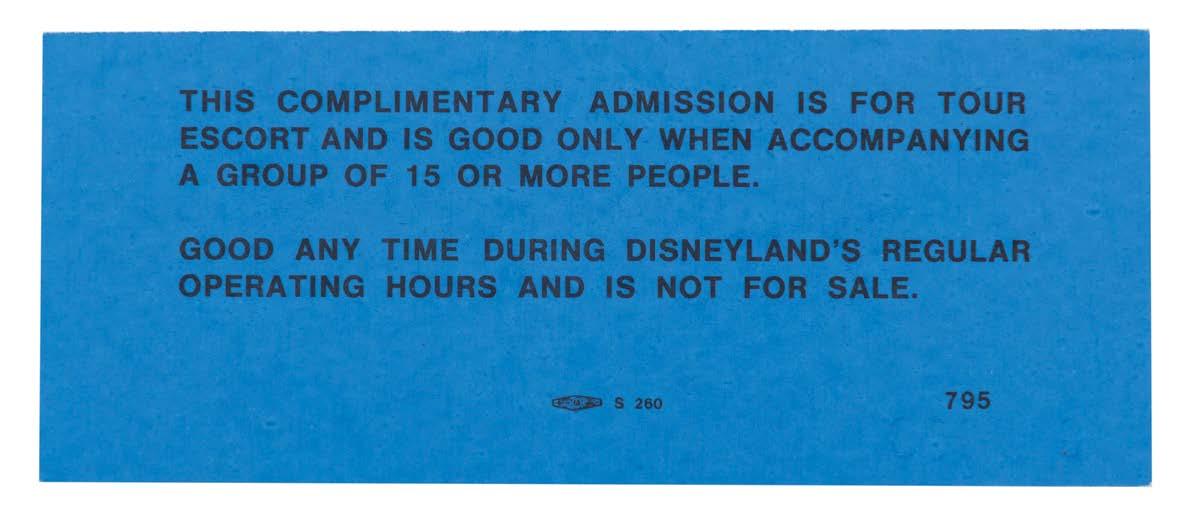 THIS COMPLIMENTARY ADMISSION IS FOR TOUR
ESCORT AND IS GOOD ONLY WHEN ACCOMPANYING
A GROUP OF 15 OR MORE PEOPLE.
GOOD ANY TIME DURING DISNEYLAND'S REGULAR
OPERATING HOURS AND IS NOT FOR SALE.
S 260
795